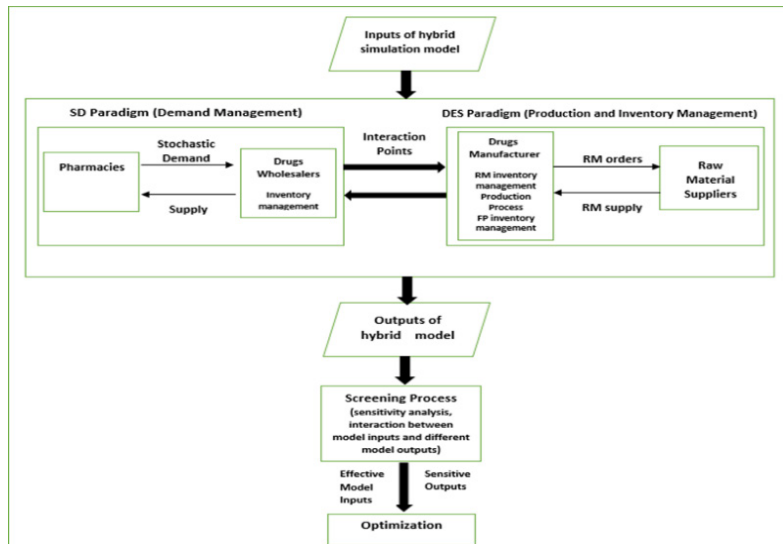 Inputs of hybrid
simulation model
SD Paradigm (Demand Management)
DES Paradigm (Production and Inventory Management)
Pharmacies
Stochastic
Demand
Supply
Drugs
Wholesalers
Inventory
management
Interaction
Points
Drugs
Manufacturer
RM inventory
management
Production
Process
FP inventory
management
RM orders
RM supply
Raw
Material
Suppliers
Outputs of
hybrid model
Screening Process
(sensitivity analysis,
interaction between
model inputs and different
model outputs)
Effective
Model
Inputs
Sensitive
Outputs
Optimization